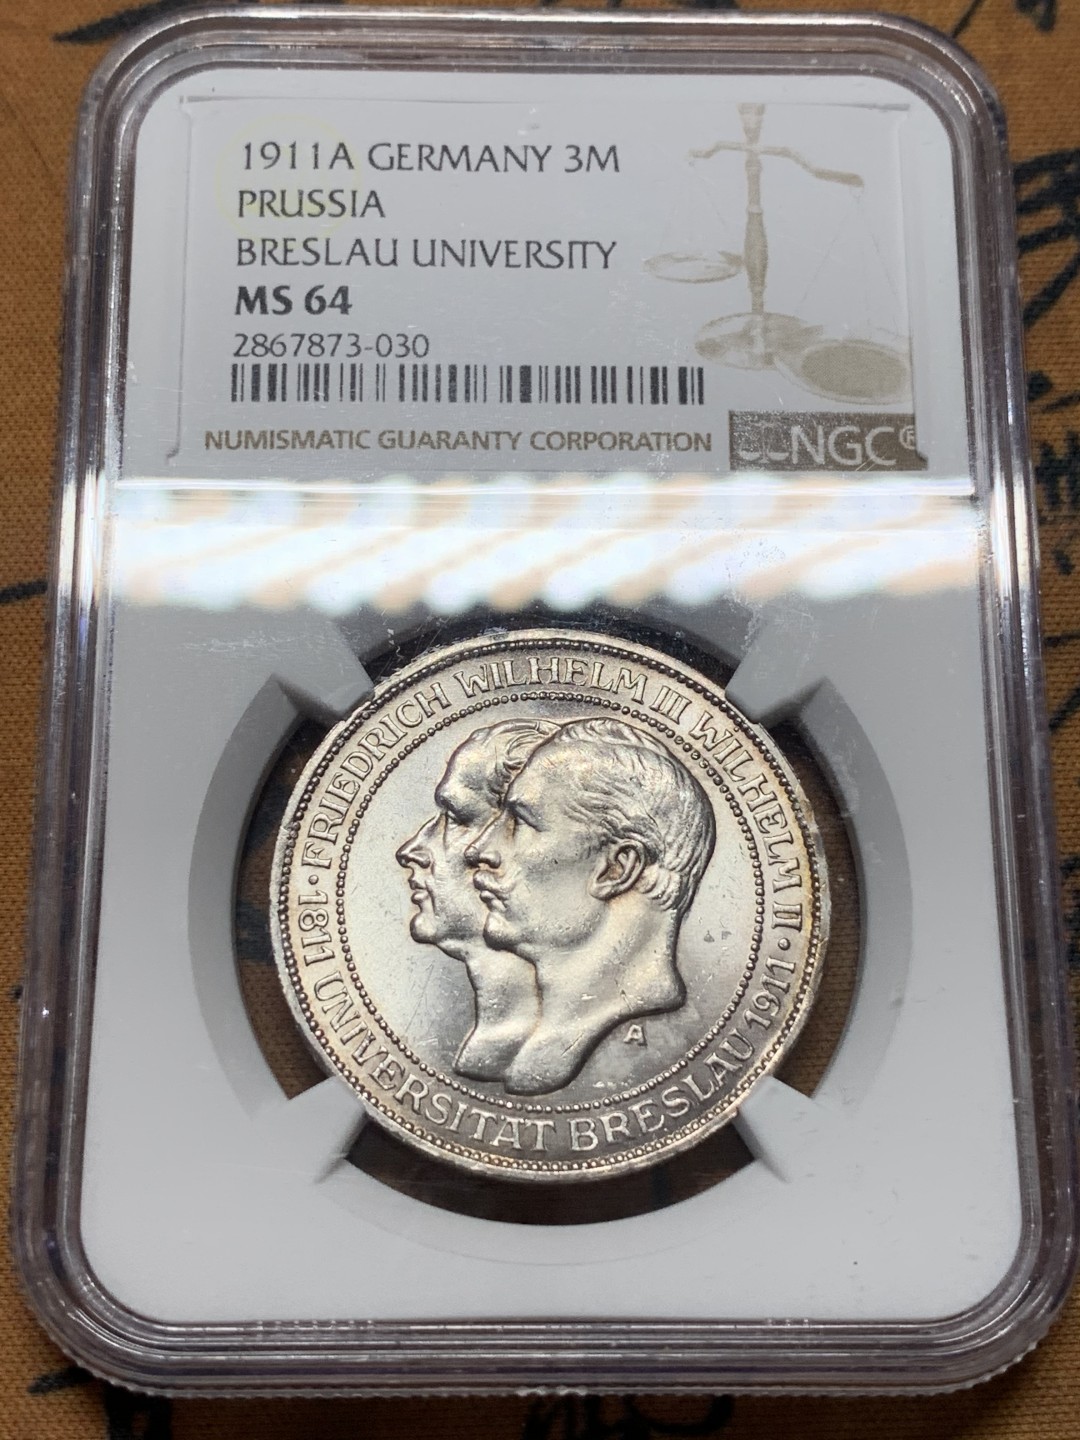 1911A GERMANY 3M
PRUSSIA
BRESLAU UNIVERSITY
MS 64
2867873-030
NUMISMATIC GUARANTY CORPORATION
NGC®
FRIEDRICH WILHELM III WILHELM II
1811 UNIVERSITÄT BRESLAU 1911
A